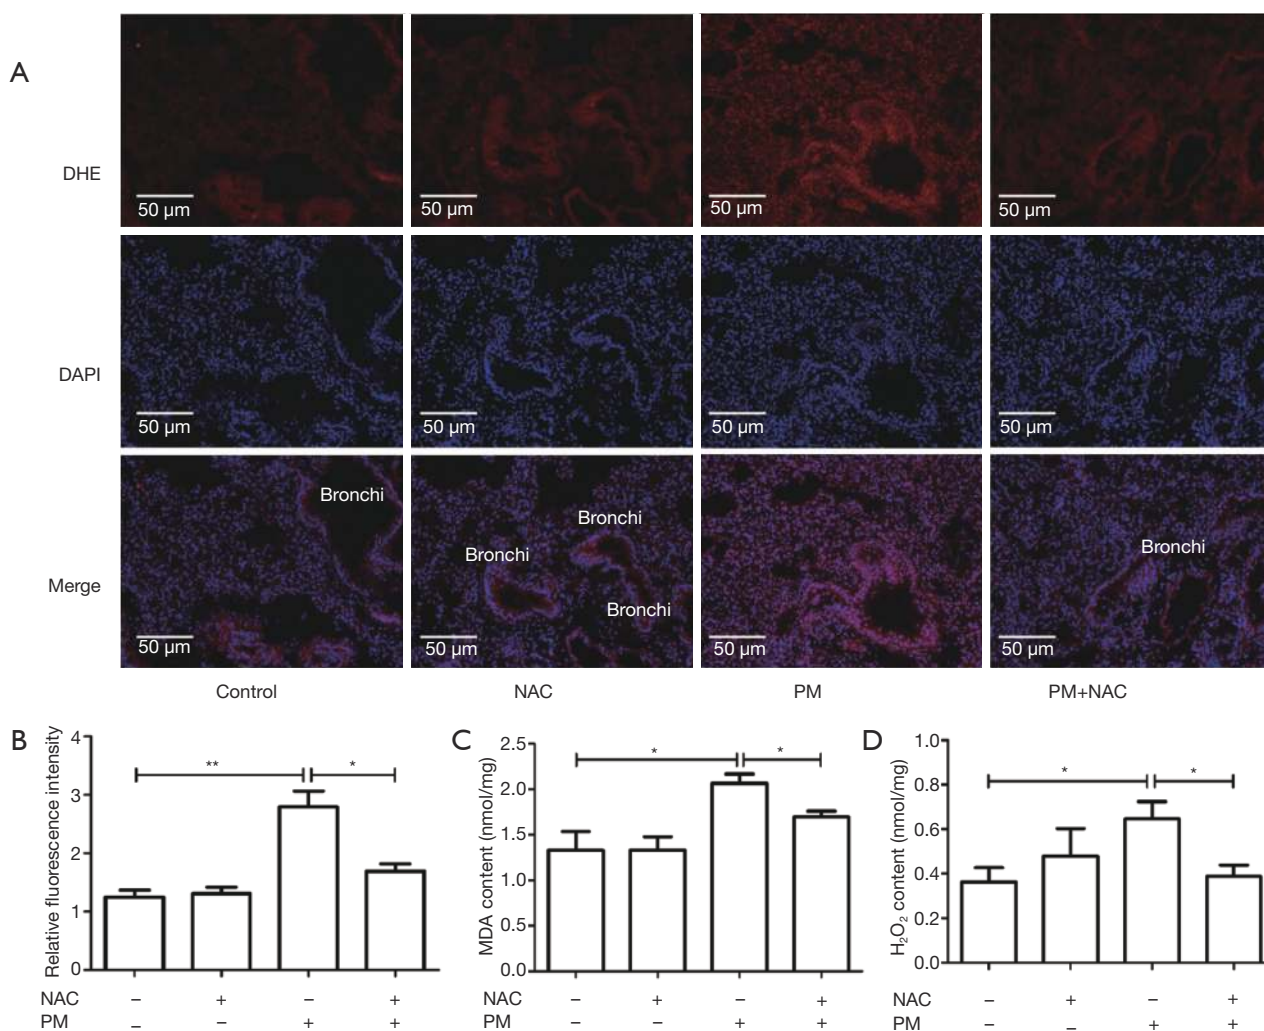 A
DHE
50 µm
50 µm
50 µm
50 µm
DAPI
50 µm
50 µm
50 µm
50 µm
Merge
Bronchi
Bronchi
Bronchi
Bronchi
Bronchi
50 µm
50 µm
50 µm
50 µm
Control
NAC
PM
PM+NAC
B
Relative fluorescence intensity
4
3
2
1
0
**
*
NAC – + – +
PM – – + +
C
MDA content (nmol/mg)
2.5
2.0
1.5
1.0
0.5
0.0
*
*
NAC – + – +
PM – – + +
D
H₂O₂ content (nmol/mg)
1.0
0.8
0.6
0.4
0.2
0.0
*
*
NAC – + – +
PM – – + +